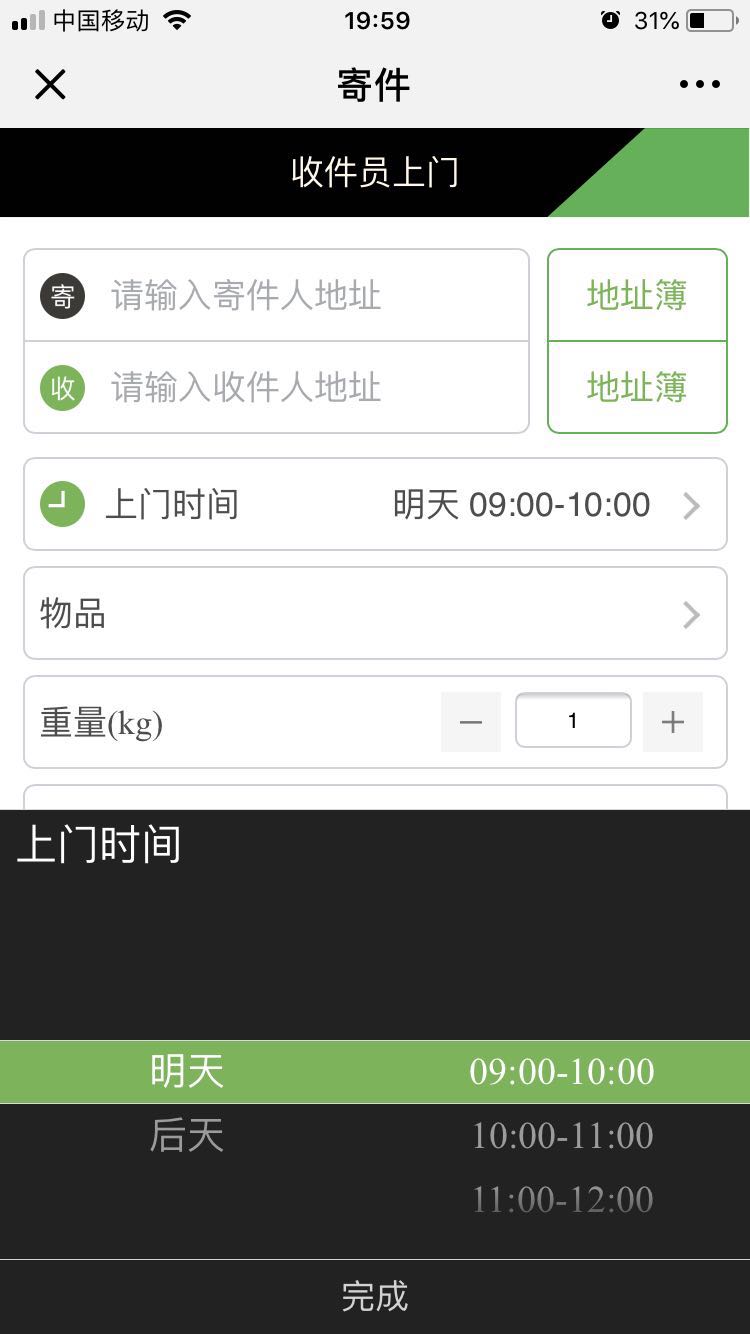 中国移动 19:59 31%
寄件
收件员上门
寄 请输入寄件人地址 地址簿
收 请输入收件人地址 地址簿
上门时间 明天 09:00-10:00
物品
重量(kg) － 1 +
上门时间
明天 09:00-10:00
后天 10:00-11:00
11:00-12:00
完成